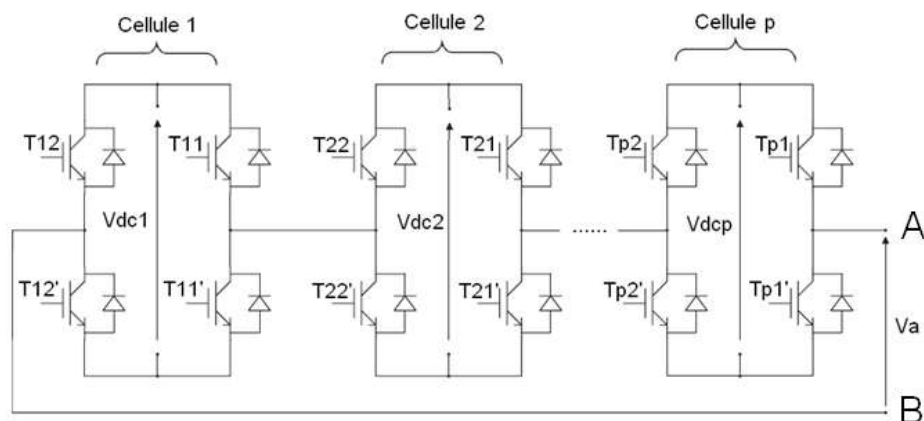 Cellule 1 Cellule 2 Cellule p
T12 T11 T22 T21 Tp2 Tp1
Vdc1 Vdc2 ...... Vdcp A
T12' T11' T22' T21' Tp2' Tp1'
Va
B